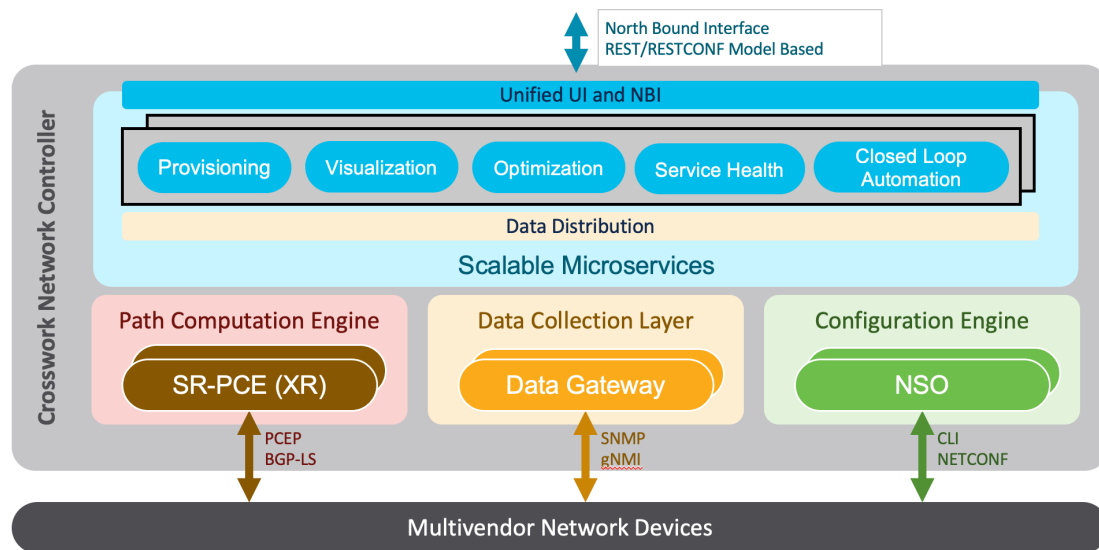 North Bound Interface
REST/RESTCONF Model Based
Crosswork Network Controller
Unified UI and NBI
Provisioning
Visualization
Optimization
Service Health
Closed Loop
Automation
Data Distribution
Scalable Microservices
Path Computation Engine
SR-PCE (XR)
PCEP
BGP-LS
Data Collection Layer
Data Gateway
SNMP
gNMI
Configuration Engine
NSO
CLI
NETCONF
Multivendor Network Devices